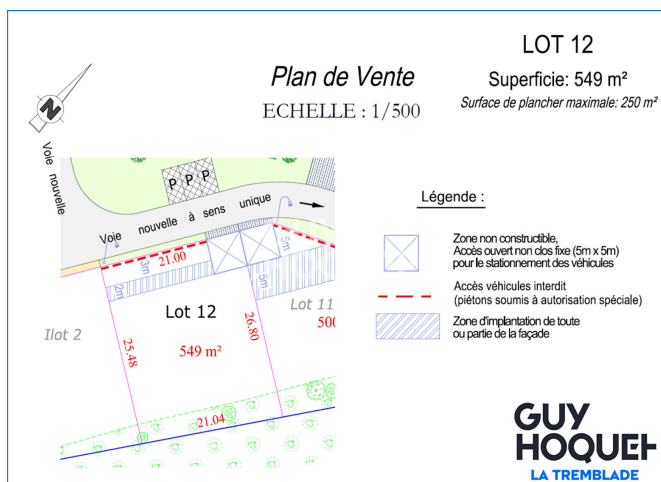 LOT 12
Plan de Vente
Superficie: 549 m²
ECHELLE : 1/500
Surface de plancher maximale: 250 m²
N
Voie nouvelle
P P P
Voie nouvelle à sens unique
21.00
3m
2m
5m
5m
Lot 12
Lot 11
500
Ilot 2
549 m²
25.48
26.80
21.04
Légende :
Zone non constructible,
Accès ouvert non clos fixe (5m x 5m)
pour le stationnement des véhicules
Accès véhicules interdit
(piétons soumis à autorisation spéciale)
Zone d'implantation de toute
ou partie de la façade
GUY
HOQUET
LA TREMBLADE